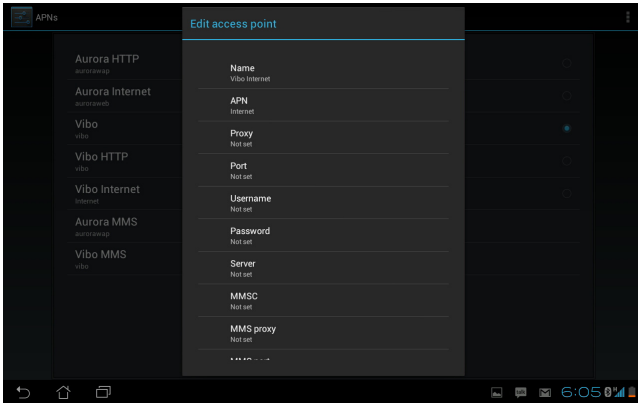 APNs
Edit access point
Aurora HTTP
aurorawap
Aurora Internet
auroraweb
Vibo
vibo
Vibo HTTP
vibo
Vibo Internet
Internet
Aurora MMS
aurorawap
Vibo MMS
vibo
Name
Vibo Internet
APN
Internet
Proxy
Not set
Port
Not set
Username
Not set
Password
Not set
Server
Not set
MMSC
Not set
MMS proxy
Not set
MMS port
6:05
H